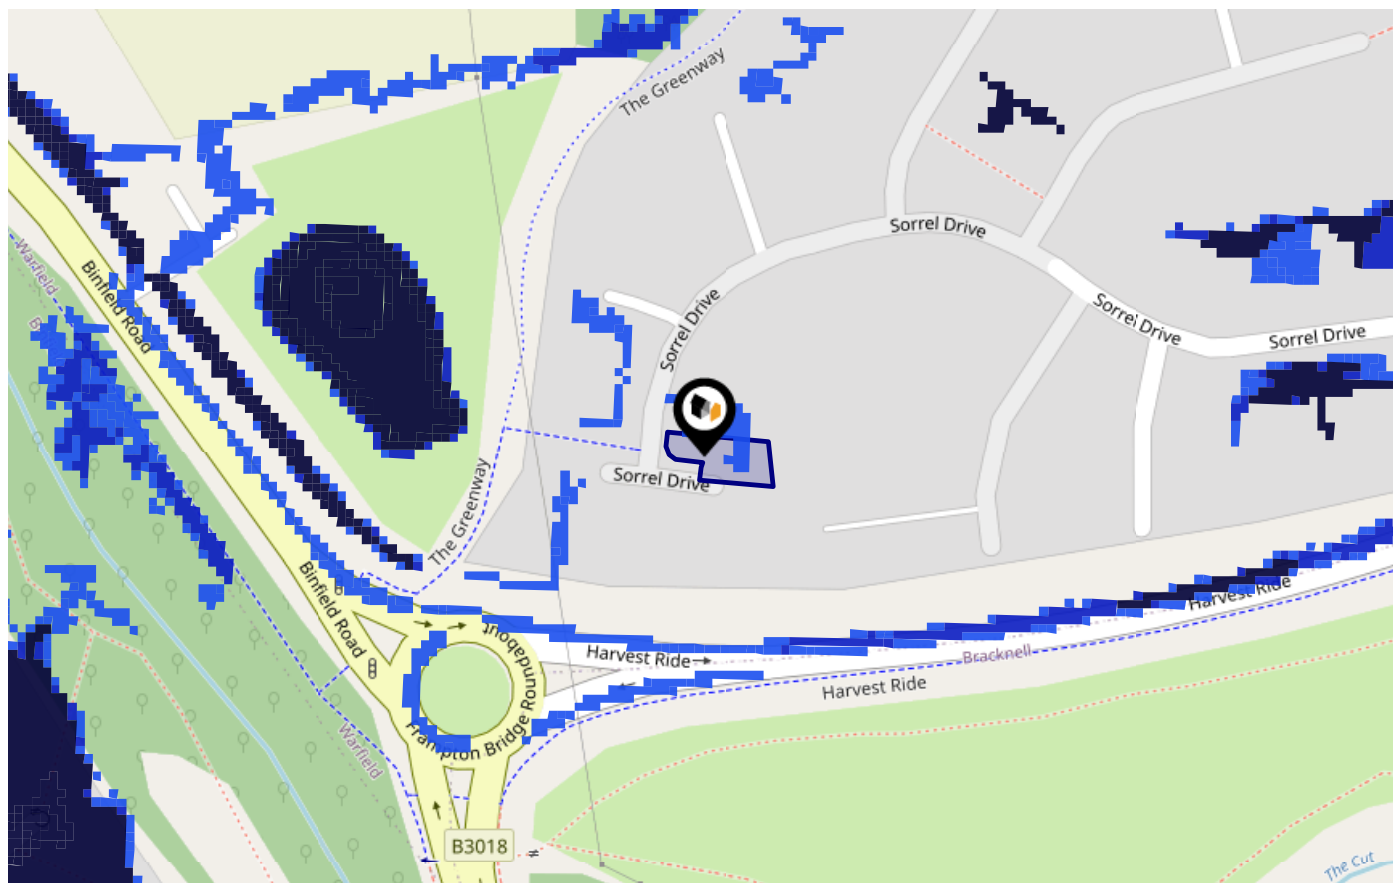 The Greenway
Sorrel Drive
Warfield
Binfield Road
B
Sorrel Drive
Sorrel Drive
Sorrel Drive
Sorrel Drive
The Greenway
Binfield Road
Harvest Ride
Harvest Ride
Bracknell
Harvest Ride
Frampton Bridge Roundabout
Warfield
B3018
The Cut